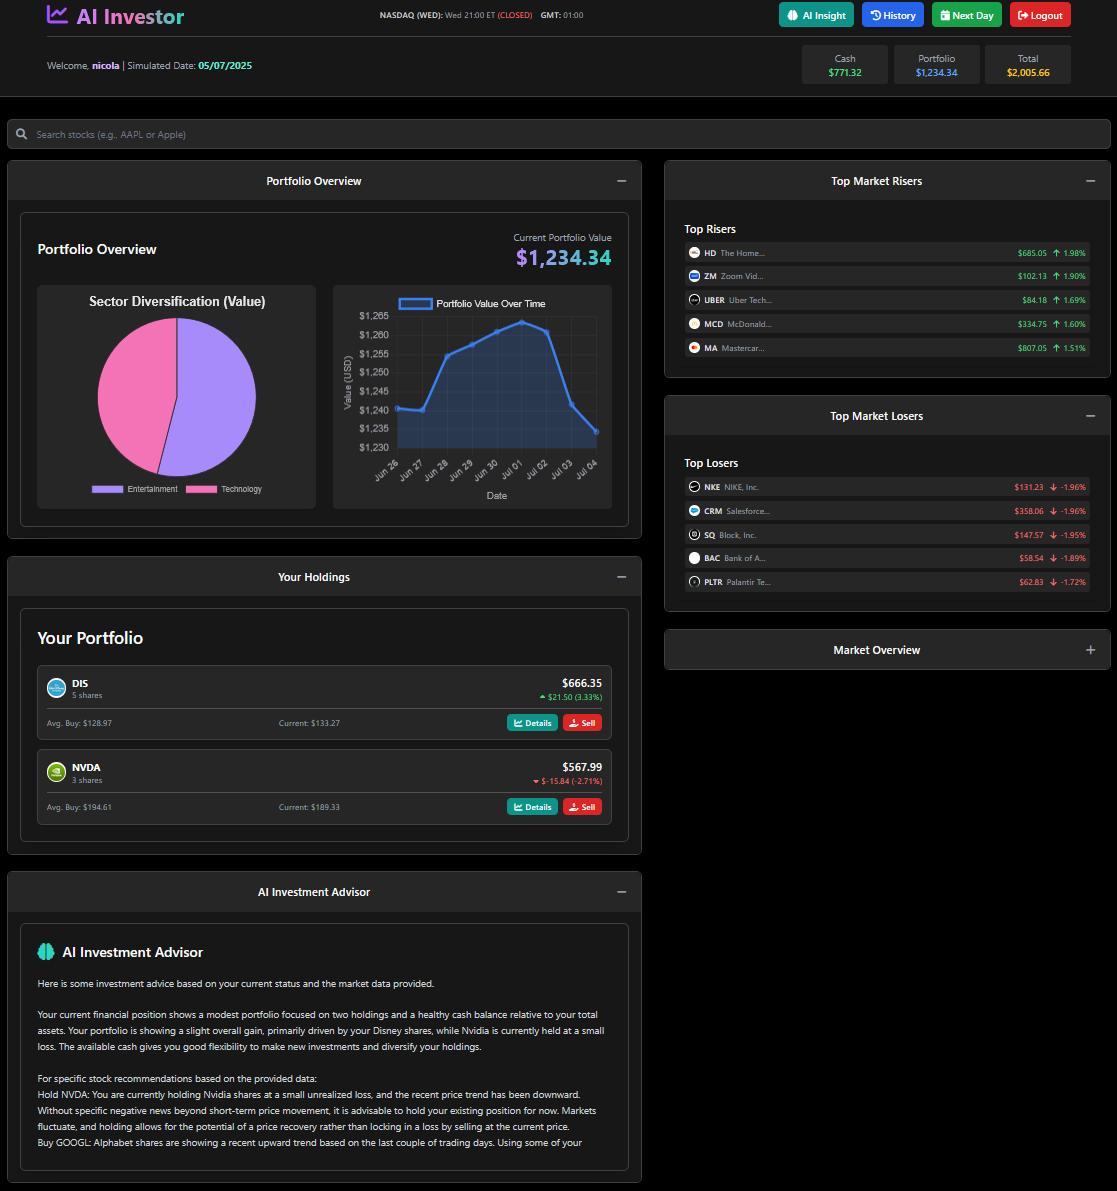 AI Investor
NASDAQ (WED): Wed 21:00 ET (CLOSED) GMT: 01:00
AI Insight
History
Next Day
Logout
Welcome, nicola | Simulated Date: 05/07/2025
Cash
$771.32
Portfolio
$1,234.34
Total
$2,005.66
Search stocks (e.g., AAPL or Apple)
Portfolio Overview
Portfolio Overview
Current Portfolio Value
$1,234.34
Sector Diversification (Value)
Entertainment
Technology
Portfolio Value Over Time
$1,265
$1,260
$1,255
$1,250
$1,245
$1,240
$1,235
$1,230
Value (USD)
Jun 26
Jun 27
Jun 28
Jun 29
Jun 30
Jul 01
Jul 02
Jul 03
Jul 04
Date
Your Holdings
Your Portfolio
DIS
5 shares
$666.35
$21.50 (3.33%)
Avg. Buy: $128.97
Current: $133.27
Details
Sell
NVDA
3 shares
$567.99
$-15.84 (-2.71%)
Avg. Buy: $194.61
Current: $189.33
Details
Sell
AI Investment Advisor
AI Investment Advisor
Here is some investment advice based on your current status and the market data provided.
Your current financial position shows a modest portfolio focused on two holdings and a healthy cash balance relative to your total
assets. Your portfolio is showing a slight overall gain, primarily driven by your Disney shares, while Nvidia is currently held at a small
loss. The available cash gives you good flexibility to make new investments and diversify your holdings.
For specific stock recommendations based on the provided data:
Hold NVDA: You are currently holding Nvidia shares at a small unrealized loss, and the recent price trend has been downward.
Without specific negative news beyond short-term price movement, it is advisable to hold your existing position for now. Markets
fluctuate, and holding allows for the potential of a price recovery rather than locking in a loss by selling at the current price.
Buy GOOGL: Alphabet shares are showing a recent upward trend based on the last couple of trading days. Using some of your
Top Market Risers
Top Risers
HD The Home... $685.05 1.98%
ZM Zoom Vid... $102.13 1.90%
UBER Uber Tech... $84.18 1.69%
MCD McDonald... $334.75 1.60%
MA Mastercar... $807.05 1.51%
Top Market Losers
Top Losers
NKE NIKE, Inc. $131.23 -1.96%
CRM Salesforce... $358.06 -1.96%
SQ Block, Inc. $147.57 -1.95%
BAC Bank of A... $58.54 -1.89%
PLTR Palantir Te... $62.83 -1.72%
Market Overview